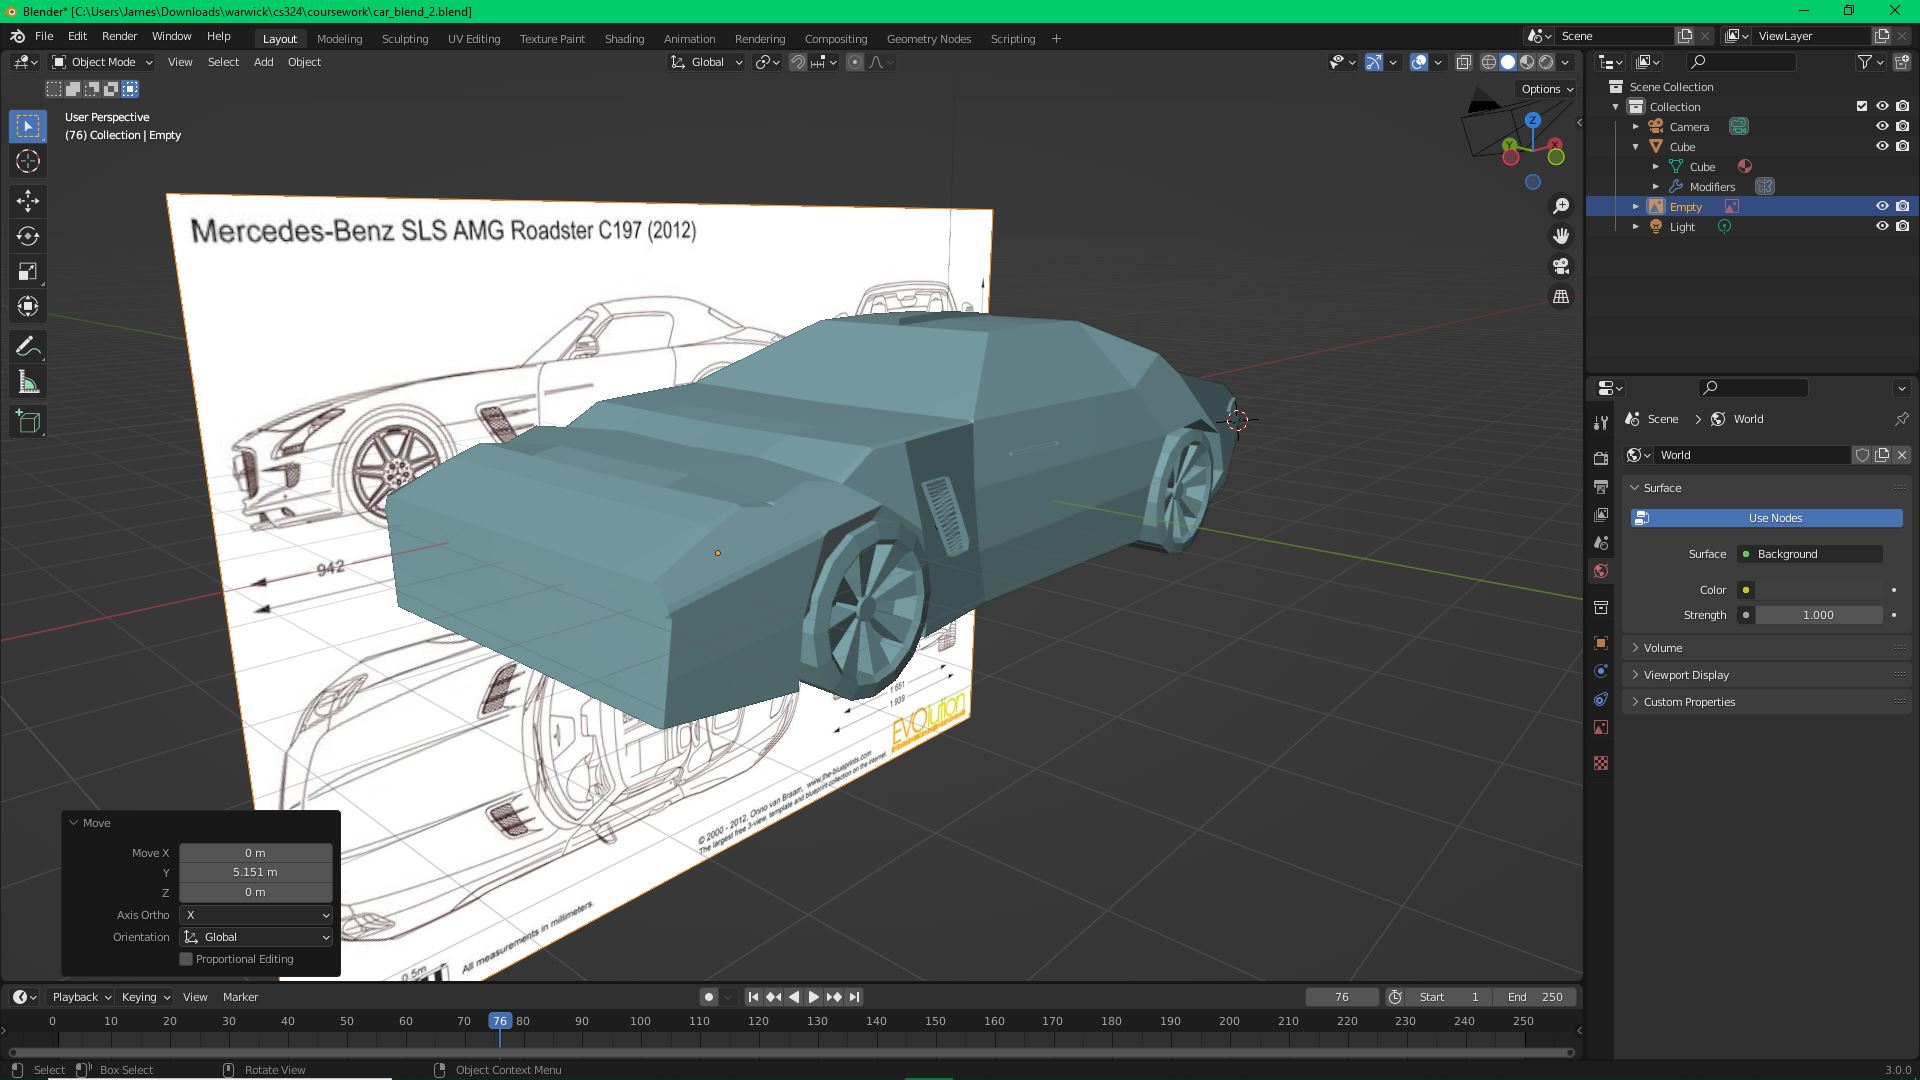 Blender* [C:\Users\James\Downloads\warwick\cs324\coursework\car_blend_2.blend]
File Edit Render Window Help
Layout Modeling Sculpting UV Editing Texture Paint Shading Animation Rendering Compositing Geometry Nodes Scripting +
Scene
ViewLayer
Object Mode View Select Add Object
Global
Options
User Perspective
(76) Collection | Empty
Z
Y
X
Mercedes-Benz SLS AMG Roadster C197 (2012)
942
1 851
1 939
EVOlution
© 2000 - 2012. Onno van Braam. www.the-blueprints.com
The largest free 3-view, template and blueprint collection on the internet.
All measurements in millimeters.
0.5m
Move
Move X 0 m
Y 5.151 m
Z 0 m
Axis Ortho X
Orientation Global
Proportional Editing
Scene Collection
Collection
Camera
Cube
Cube
Modifiers
Empty
Light
Scene > World
World
Surface
Use Nodes
Surface Background
Color
Strength 1.000
Volume
Viewport Display
Custom Properties
Playback Keying View Marker
76 Start 1 End 250
0 10 20 30 40 50 60 70 76 80 90 100 110 120 130 140 150 160 170 180 190 200 210 220 230 240 250
Select Box Select Rotate View Object Context Menu
3.0.0